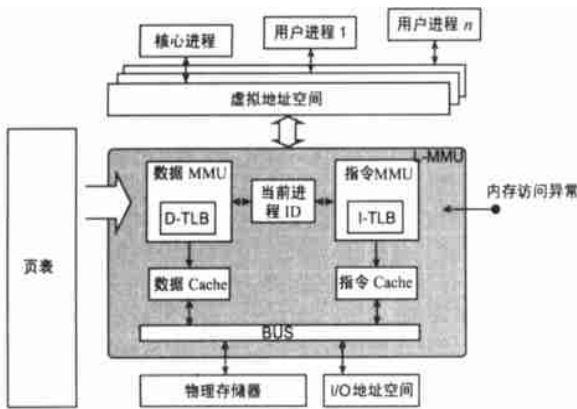 核心进程
用户进程 1
用户进程 n
虚拟地址空间
L-MMU
数据 MMU
D-TLB
当前进
程 ID
指令MMU
I-TLB
内存访问异常
页表
数据 Cache
指令 Cache
BUS
物理存储器
I/O 地址空间